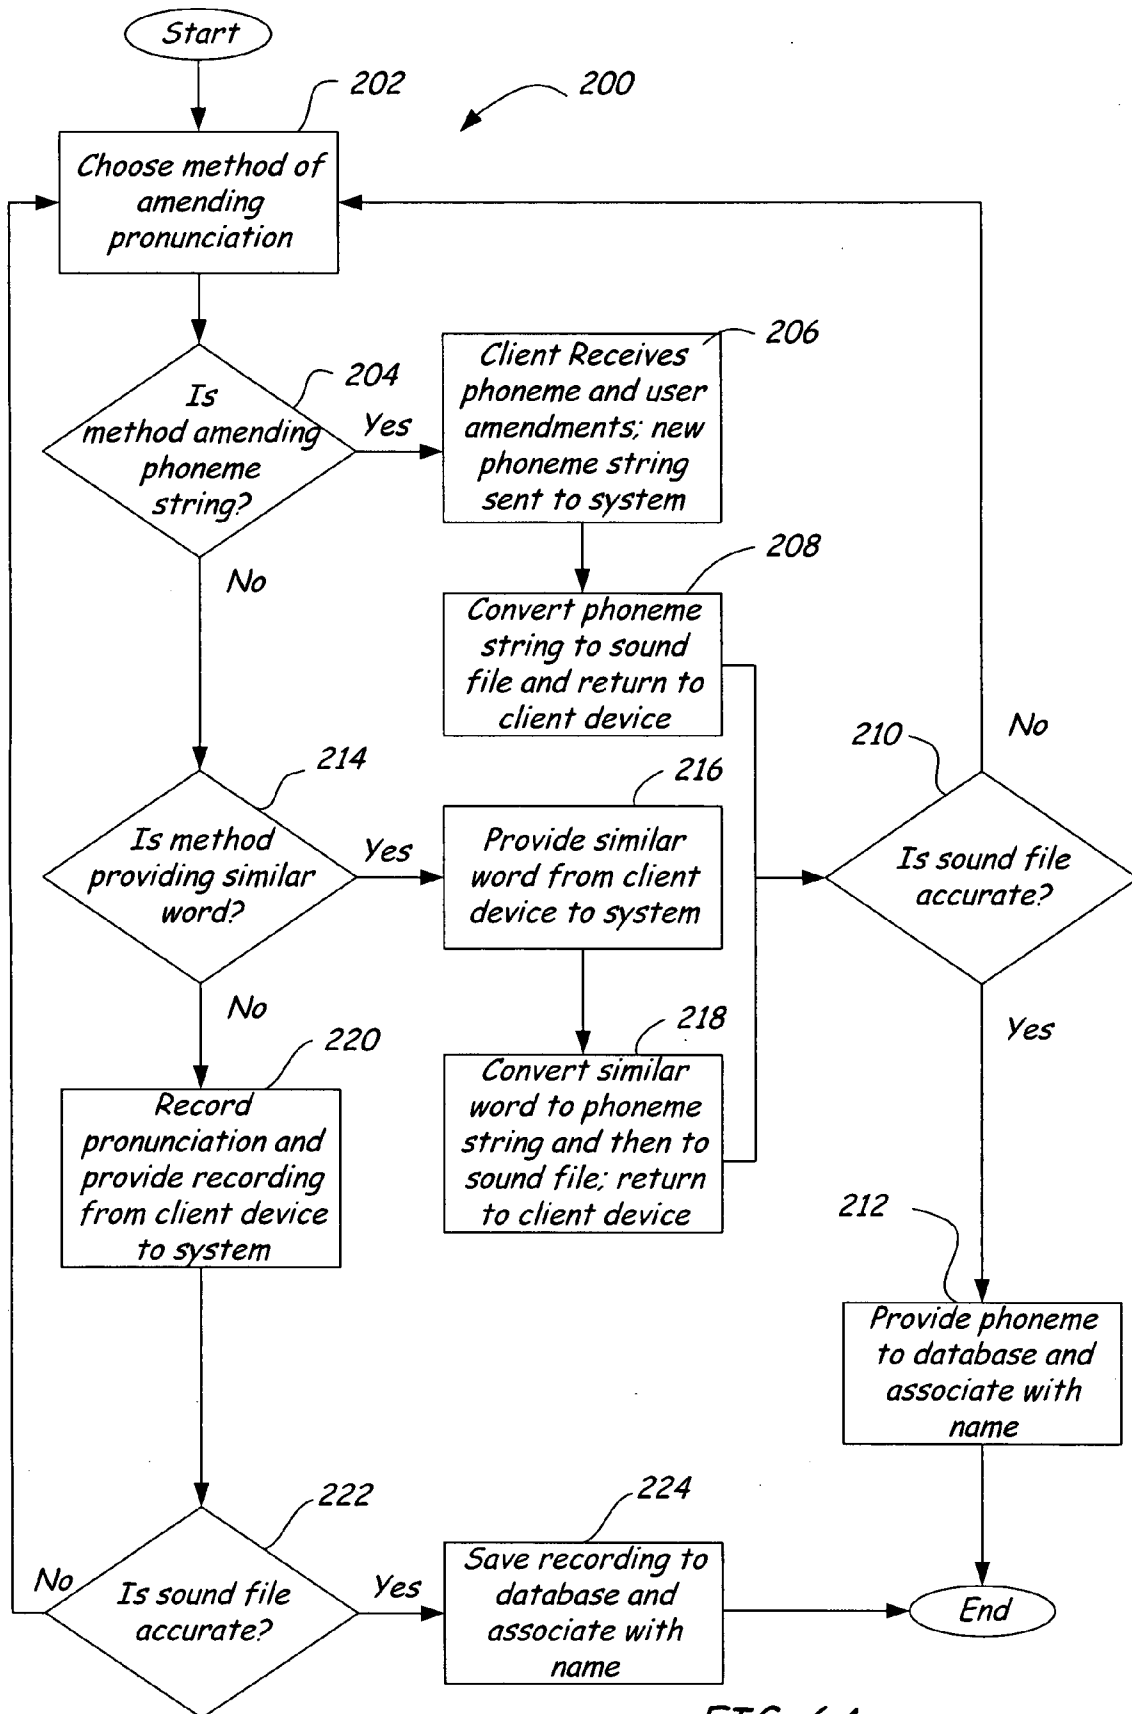 Start
202
200
Choose method of
amending
pronunciation
204
Is
method amending
phoneme
string?
Yes
No
206
Client Receives
phoneme and user
amendments; new
phoneme string
sent to system
208
Convert phoneme
string to sound
file and return to
client device
214
Is method
providing similar
word?
Yes
No
216
Provide similar
word from client
device to system
218
Convert similar
word to phoneme
string and then to
sound file; return
to client device
210
Is sound file
accurate?
No
Yes
220
Record
pronunciation and
provide recording
from client device
to system
212
Provide phoneme
to database and
associate with
name
222
Is sound file
accurate?
No
Yes
224
Save recording to
database and
associate with
name
End